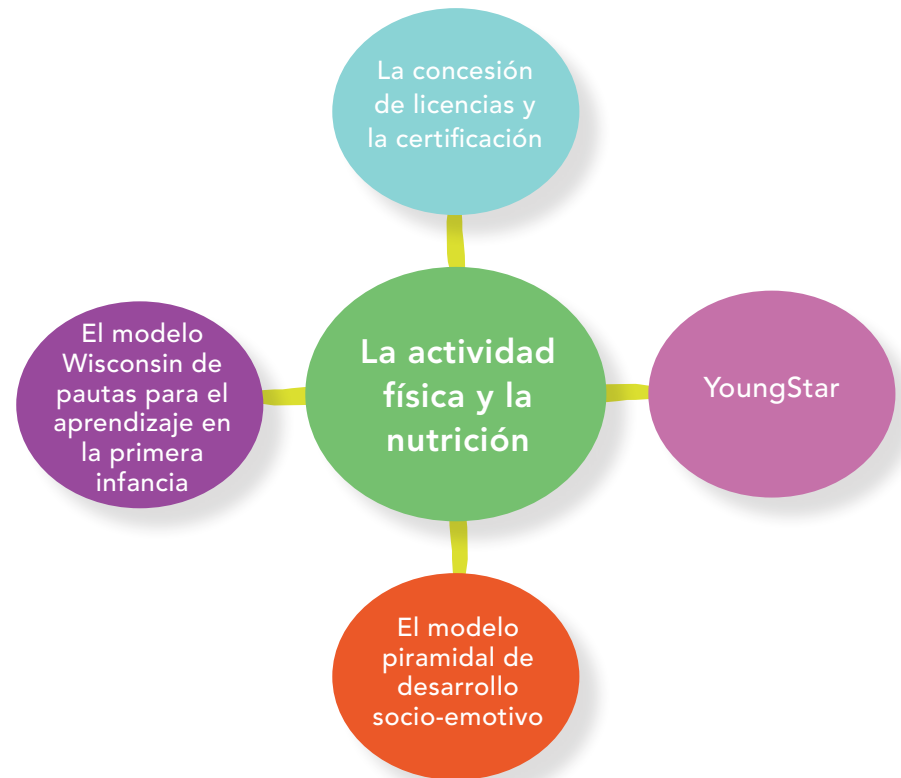 La concesión
de licencias y
la certificación
El modelo
Wisconsin de
pautas para el
aprendizaje en
la primera
infancia
La actividad
física y la
nutrición
YoungStar
El modelo
piramidal de
desarrollo
socio-emotivo